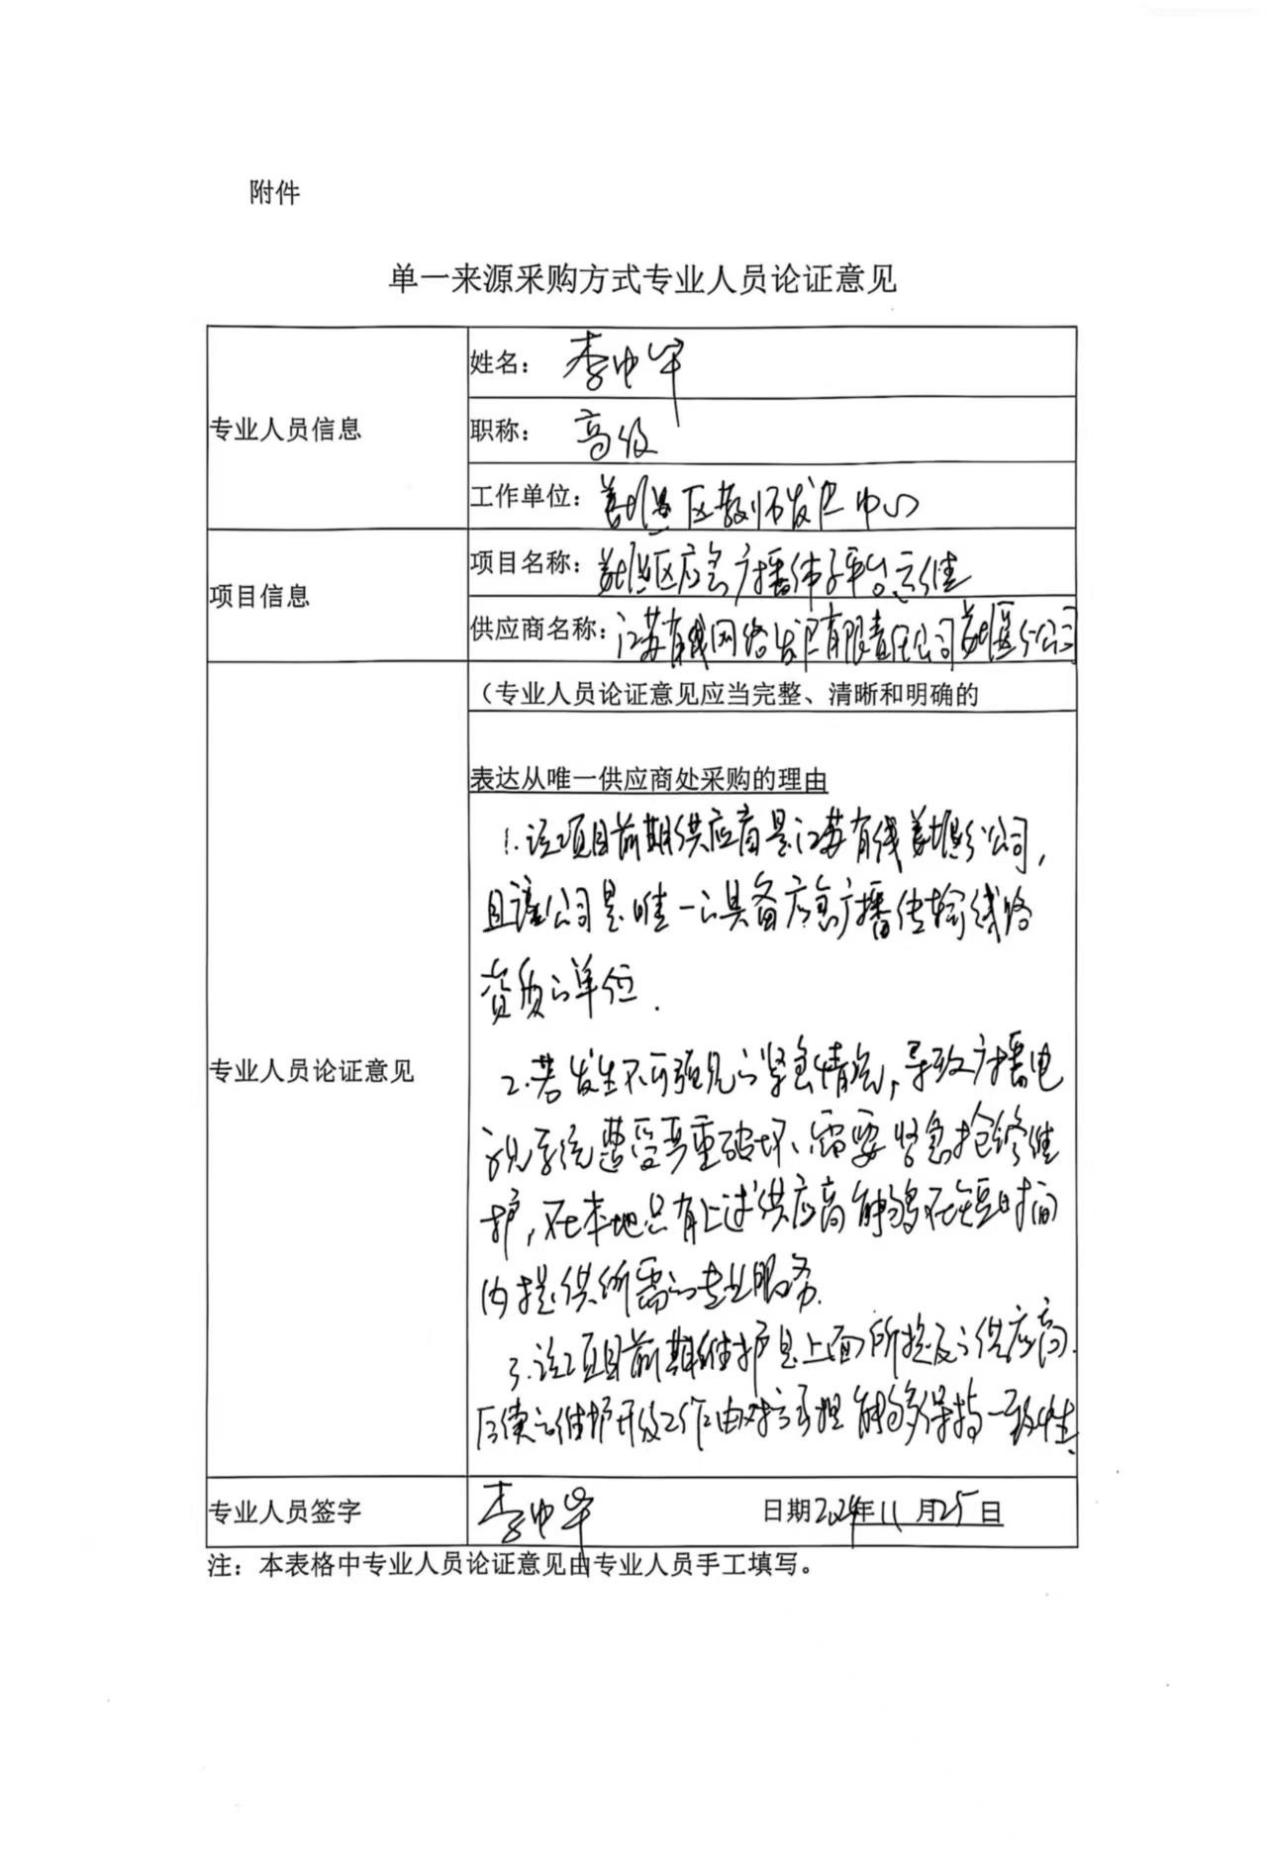 附件
单一来源采购方式专业人员论证意见
专业人员信息
姓名：李中华
职称：高级
工作单位：姜堰区教师发展中心
项目信息
项目名称：姜堰区应急广播体系平台运维
供应商名称：江苏有线网络发展有限责任公司姜堰分公司
专业人员论证意见
（专业人员论证意见应当完整、清晰和明确的
表达从唯一供应商处采购的理由
1.该项目前期供应商是江苏有线姜堰分公司，
且该公司是唯一的具备应急广播传输线路
资质的单位.
2.若发生不可预见的紧急情况，导致广播电
视系统遭受严重破坏、需要紧急抢修维
护，在本地只有上述供应商能够在短时间
内提供所需的专业服务.
3.该项目前期维护是上面所提及的供应商.
后续的维护开发工作由对方承担能够保持一致性.
专业人员签字
李中华
日期2024年11月25日
注：本表格中专业人员论证意见由专业人员手工填写。